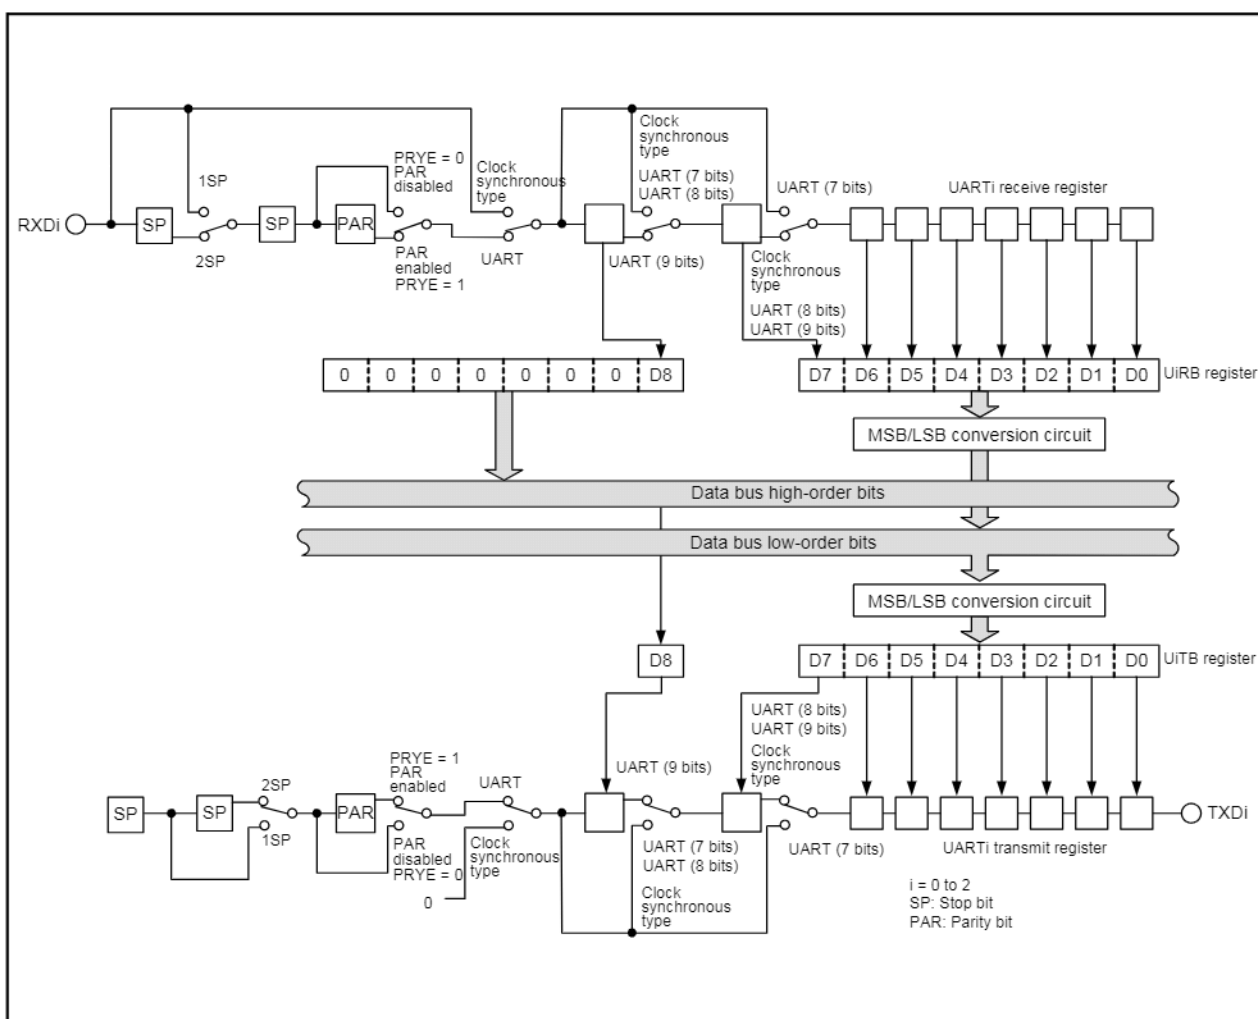 Clock
synchronous
type
PRYE = 0
PAR
disabled
Clock
synchronous
type
1SP
UART (7 bits)
UART (8 bits)
UART (7 bits)
UARTi receive register
RXDi
SP
SP
PAR
2SP
PAR
enabled
PRYE = 1
UART
UART (9 bits)
Clock
synchronous
type
UART (8 bits)
UART (9 bits)
0 0 0 0 0 0 0 D8
D7 D6 D5 D4 D3 D2 D1 D0
UiRB register
MSB/LSB conversion circuit
Data bus high-order bits
Data bus low-order bits
MSB/LSB conversion circuit
D8
D7 D6 D5 D4 D3 D2 D1 D0
UiTB register
UART (8 bits)
UART (9 bits)
Clock
synchronous
type
PRYE = 1
PAR
enabled
UART
UART (9 bits)
2SP
SP
SP
PAR
TXDi
1SP
PAR
disabled
PRYE = 0
Clock
synchronous
type
0
UART (7 bits)
UART (8 bits)
UART (7 bits)
UARTi transmit register
Clock
synchronous
type
i = 0 to 2
SP: Stop bit
PAR: Parity bit